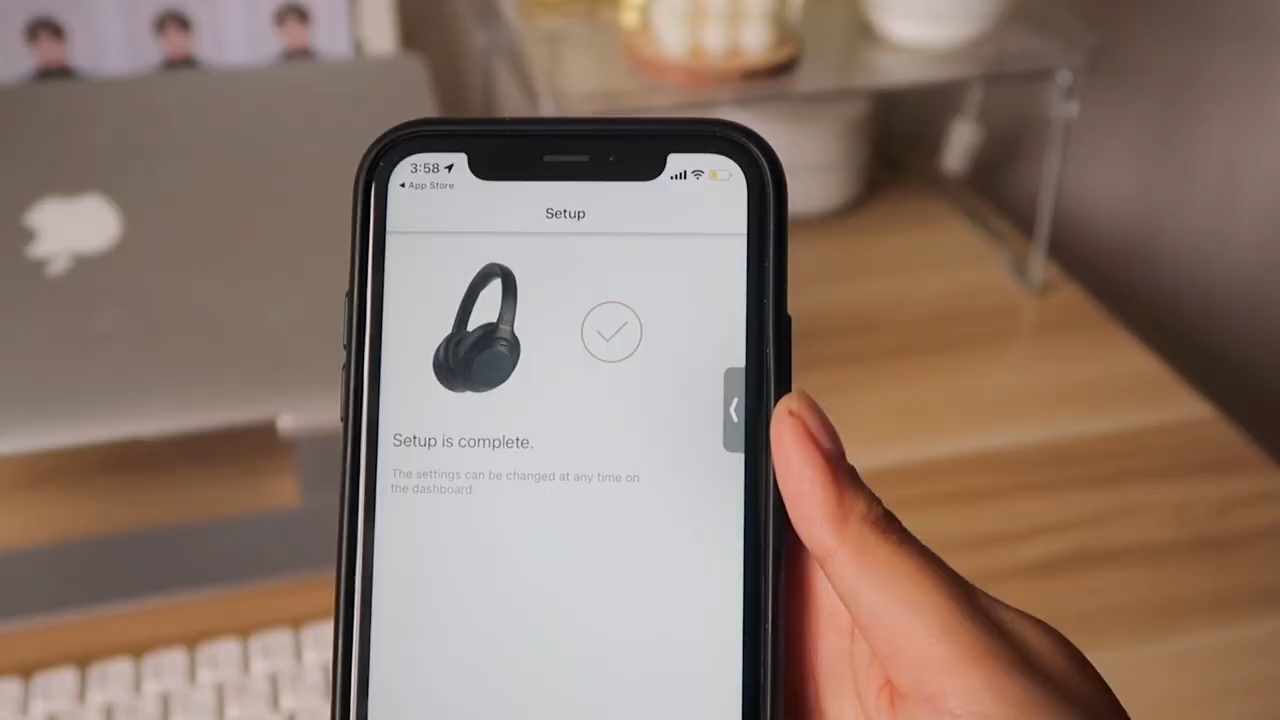 3:58
App Store
Setup
Setup is complete.
The settings can be changed at any time on
the dashboard.